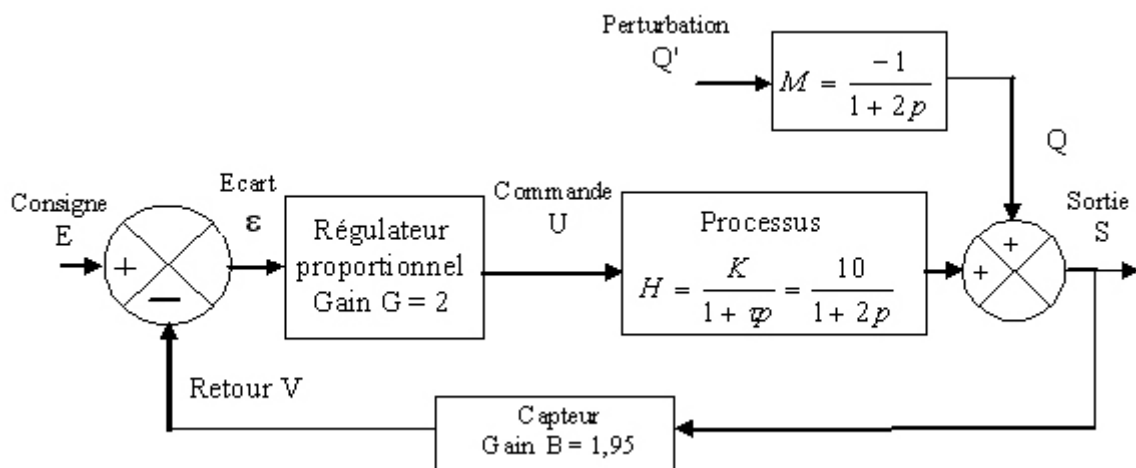 Perturbation
Q'
M = -1 / 1 + 2p
Q
Consigne
E
+
−
Ecart
ε
Régulateur
proportionnel
Gain G = 2
Commande
U
Processus
H = K / 1 + τp = 10 / 1 + 2p
+
+
Sortie
S
Retour V
Capteur
Gain B = 1,95